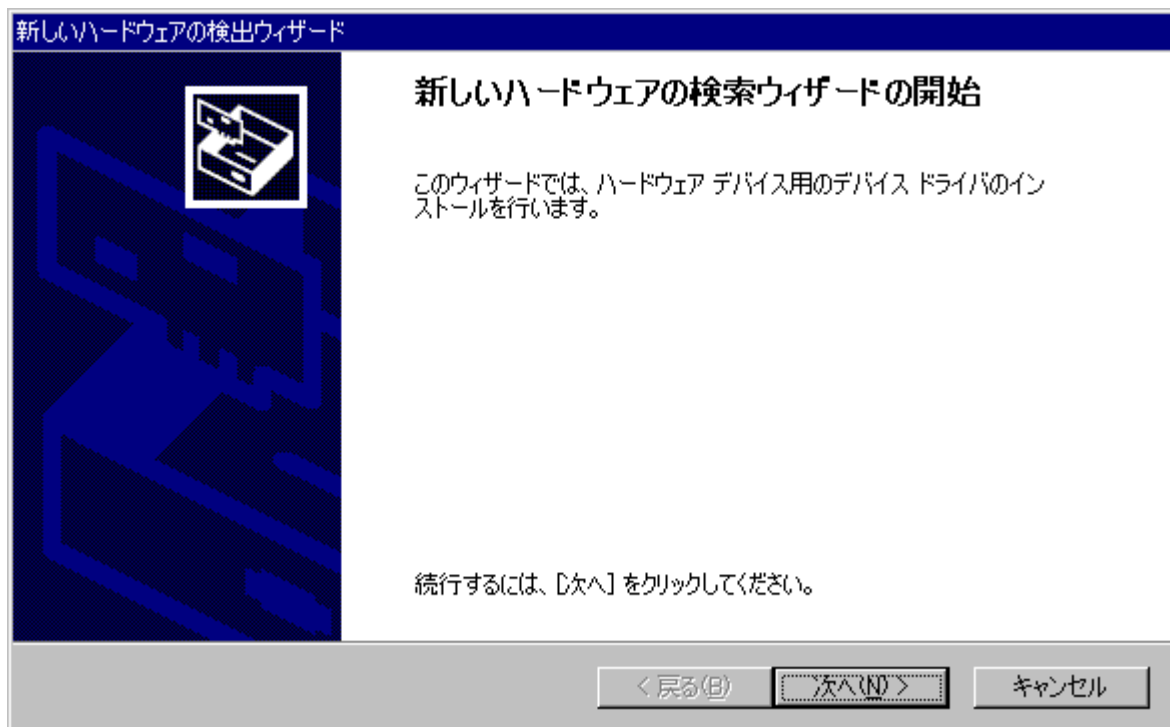 新しいハードウェアの検出ウィザード
新しいハードウェアの検索ウィザードの開始
このウィザードでは、ハードウェア デバイス用のデバイス ドライバのイン
ストールを行います。
続行するには、[次へ] をクリックしてください。
< 戻る(B)
次へ(N) >
キャンセル